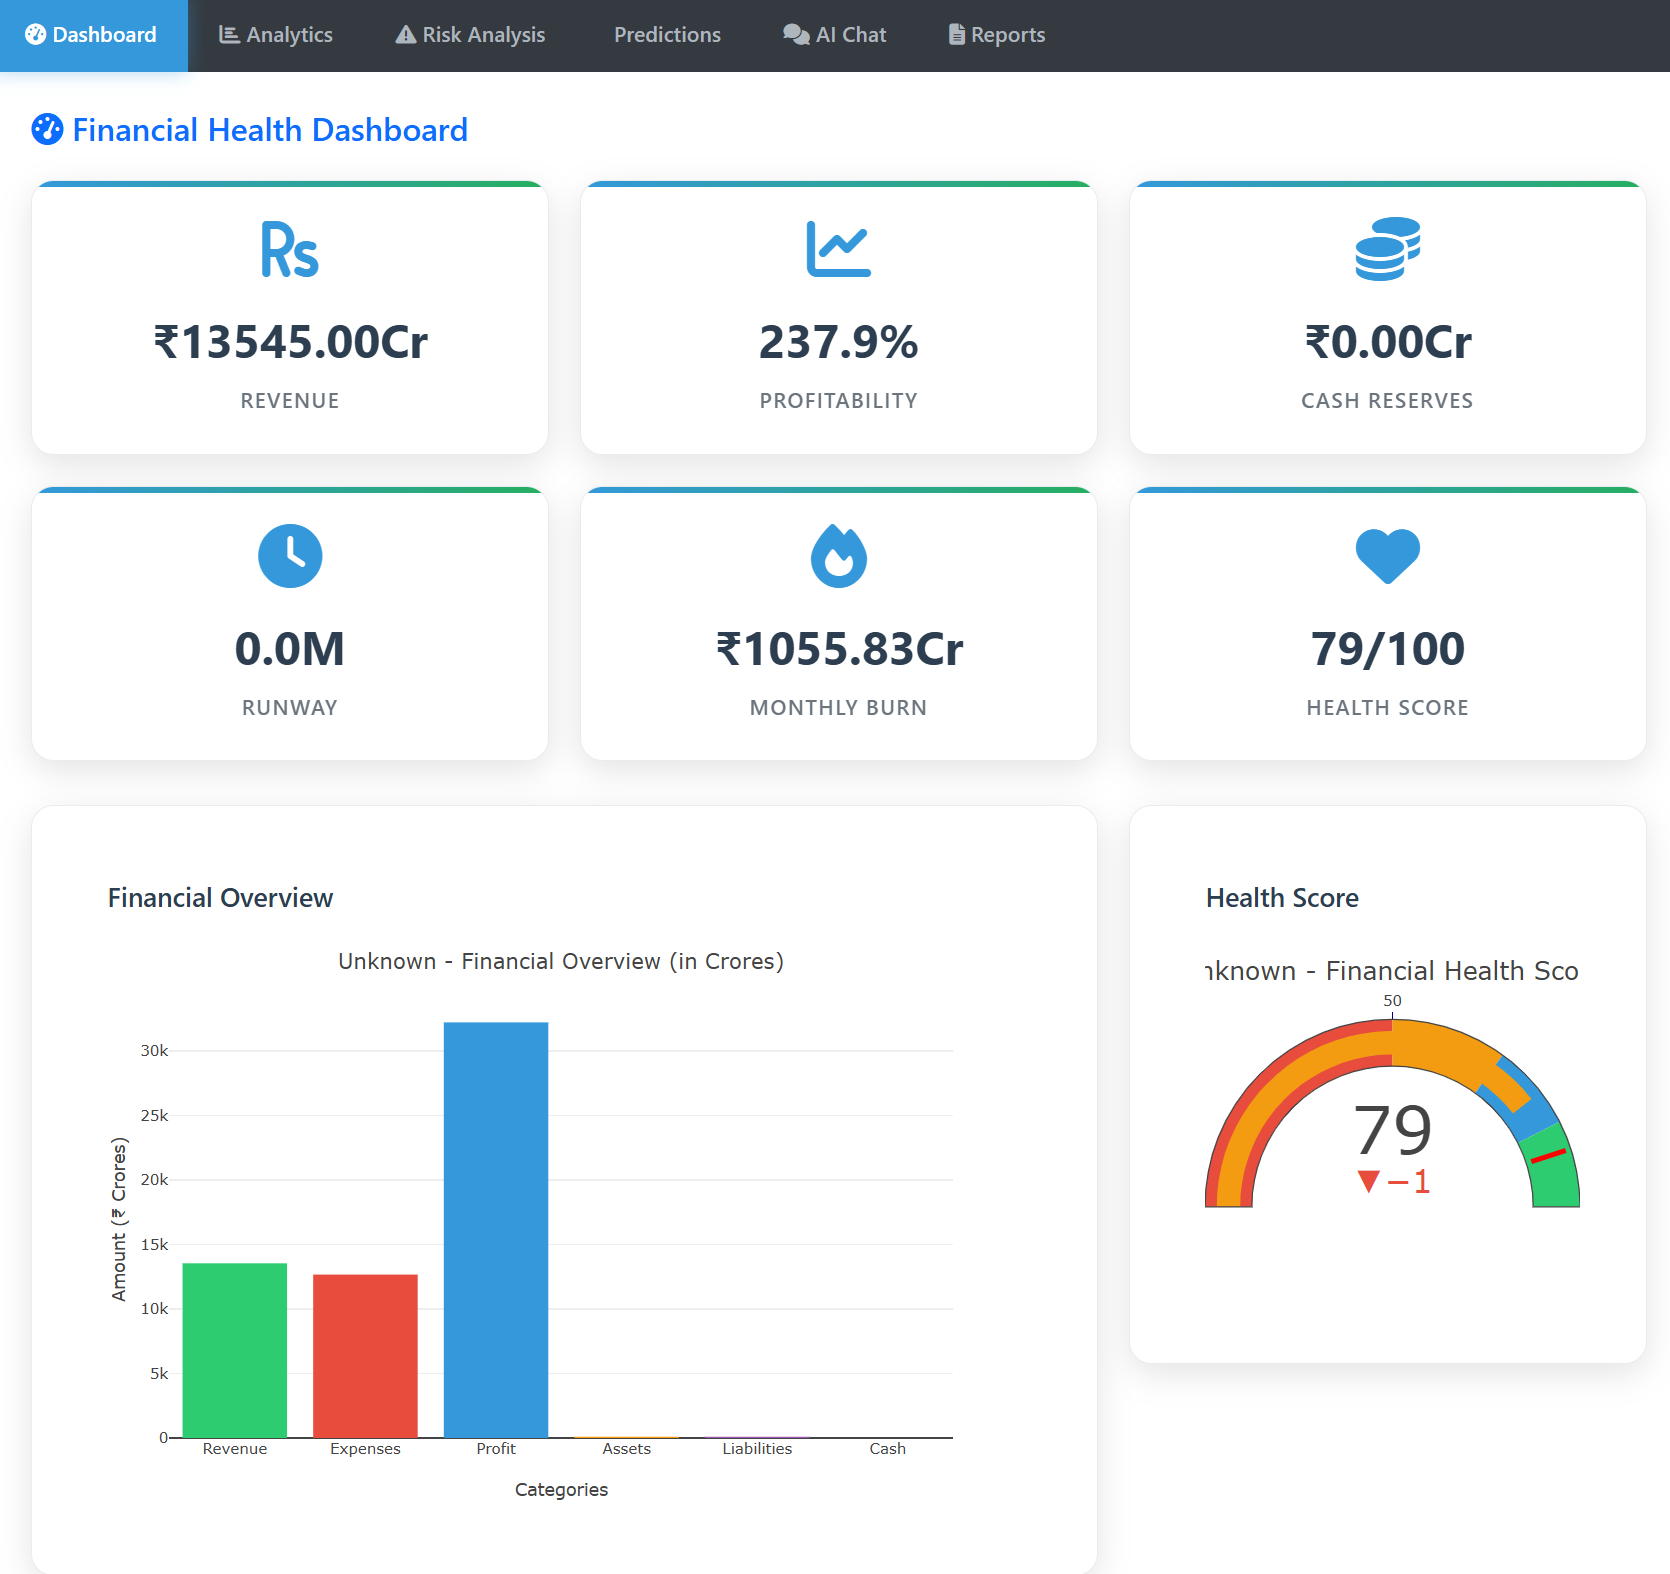 Dashboard
Analytics
Risk Analysis
Predictions
AI Chat
Reports
Financial Health Dashboard
Rs
₹13545.00Cr
REVENUE
237.9%
PROFITABILITY
₹0.00Cr
CASH RESERVES
0.0M
RUNWAY
₹1055.83Cr
MONTHLY BURN
79/100
HEALTH SCORE
Financial Overview
Unknown - Financial Overview (in Crores)
30k
25k
20k
15k
10k
5k
0
Amount (₹ Crores)
Revenue
Expenses
Profit
Assets
Liabilities
Cash
Categories
Health Score
nknown - Financial Health Sco
50
79
▼−1